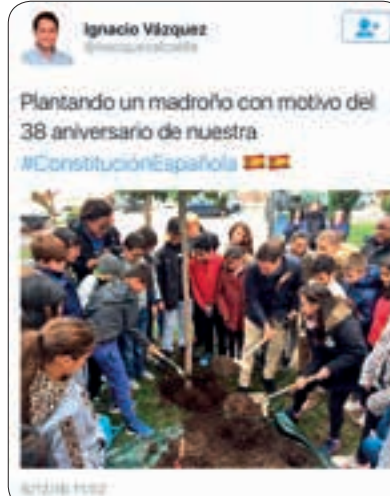 Ignacio Vázquez
Plantando un madroño con motivo del
38 aniversario de nuestra
#ConstituciónEspañola